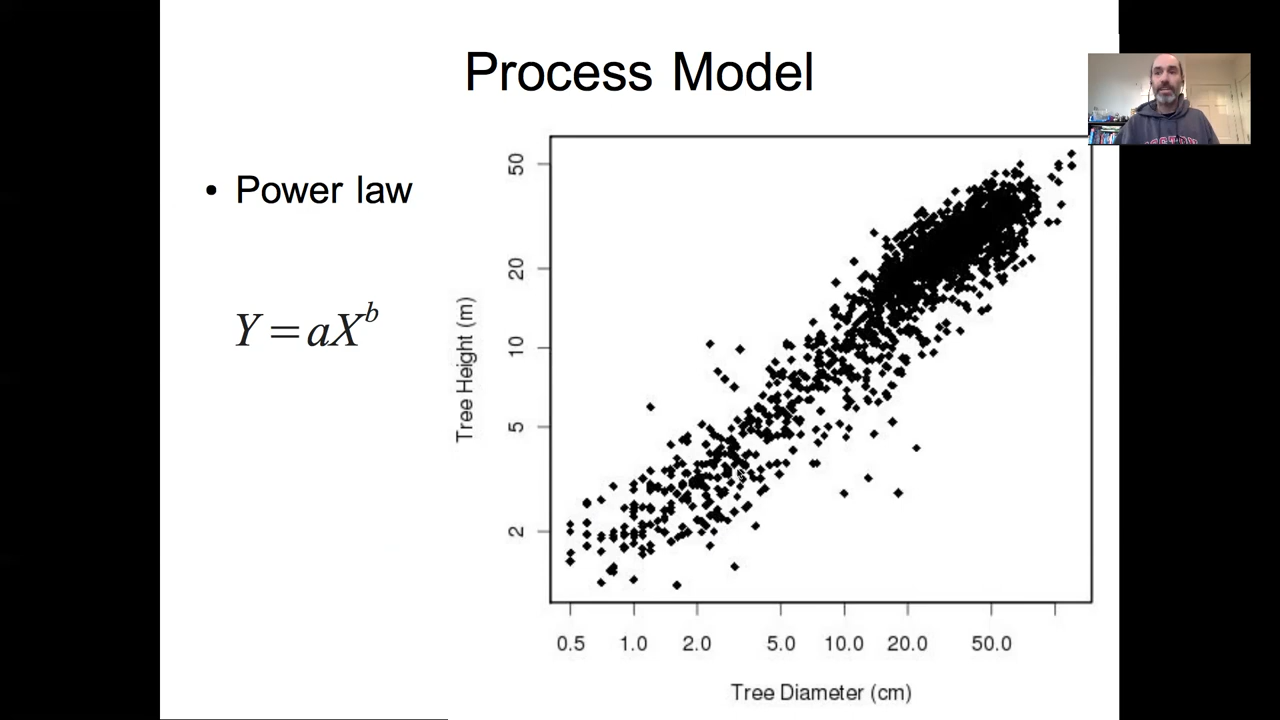 Process Model
• Power law
Y = aX^b
Tree Height (m)
50
20
10
5
2
0.5 1.0 2.0 5.0 10.0 20.0 50.0
Tree Diameter (cm)